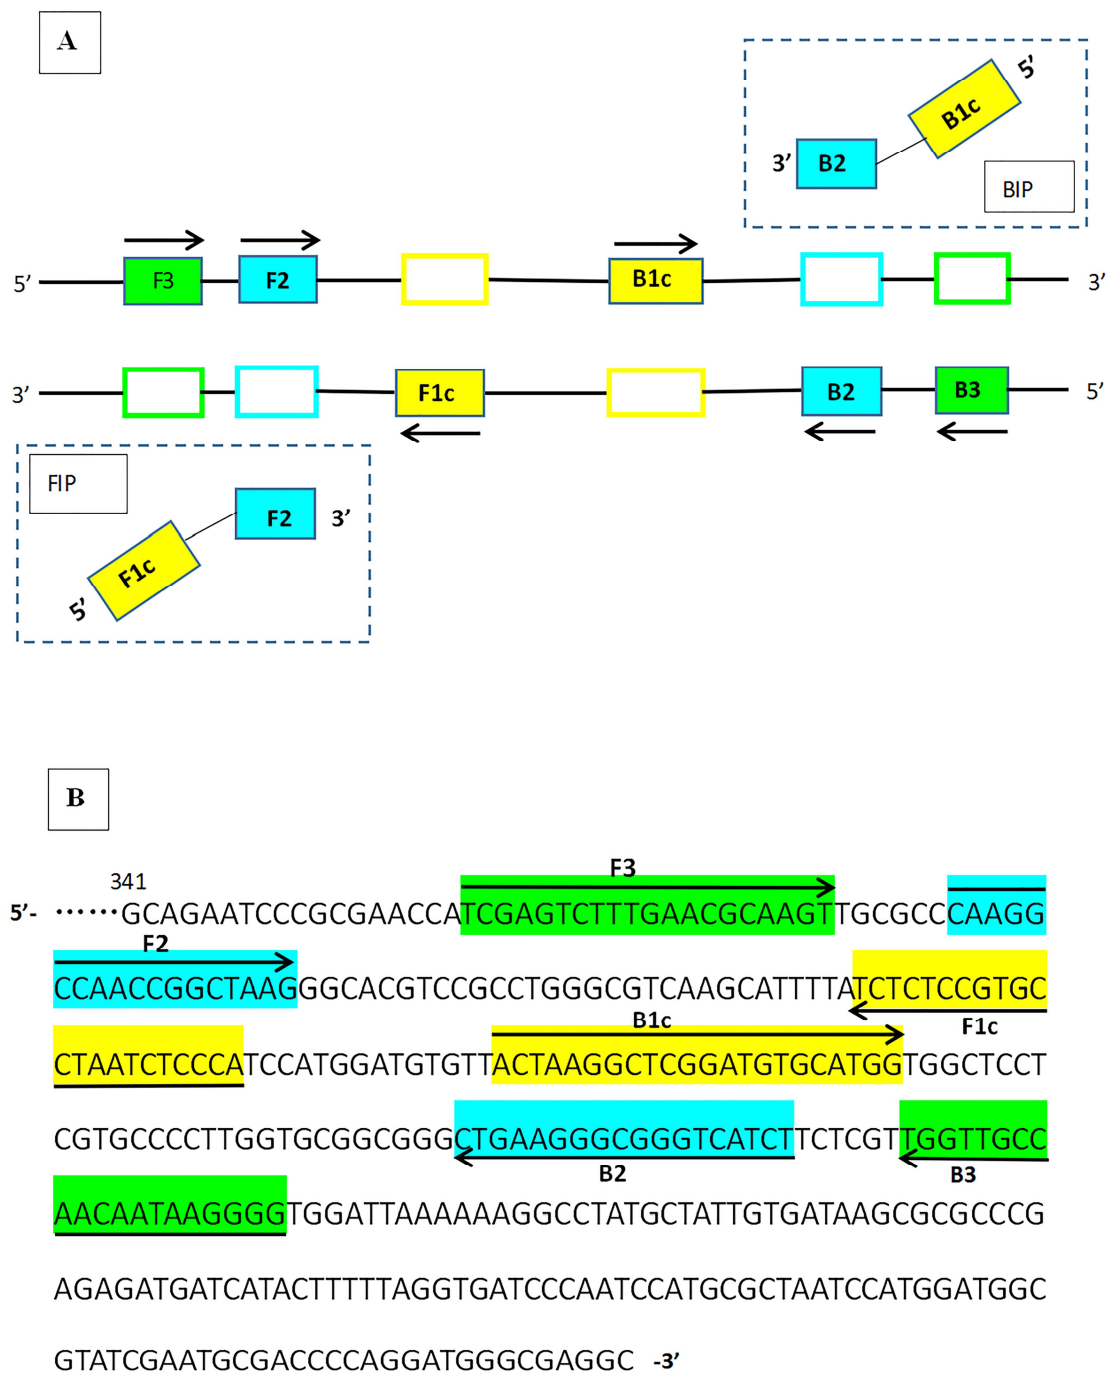 A
5’
B1c
3’ B2
BIP
F3 F2 B1c
5’ 3’
3’ F1c B2 B3 5’
FIP
F2 3’
F1c
5’
B
341 F3
5’- ······GCAGAATCCCGCGAACCATCGAGTCTTTGAACGCAAGTTGCGCCCAAGG
F2
CCAACCGGCTAAGGGCACGTCCGCCTGGGCGTCAAGCATTTTATCTCTCCGTGC
B1c F1c
CTAATCTCCCATCCATGGATGTGTTACTAAGGCTCGGATGTGCATGGTGGCTCCT
CGTGCCCCTTGGTGCGGCGGGCTGAAGGGCGGGTCATCTTCTCGTTGGTTGCC
B2 B3
AACAATAAGGGGTGGATTAAAAAAGGCCTATGCTATTGTGATAAGCGCGCCCG
AGAGATGATCATACTTTTTAGGTGATCCCAATCCATGCGCTAATCCATGGATGGC
GTATCGAATGCGACCCCAGGATGGGCGAGGC -3’